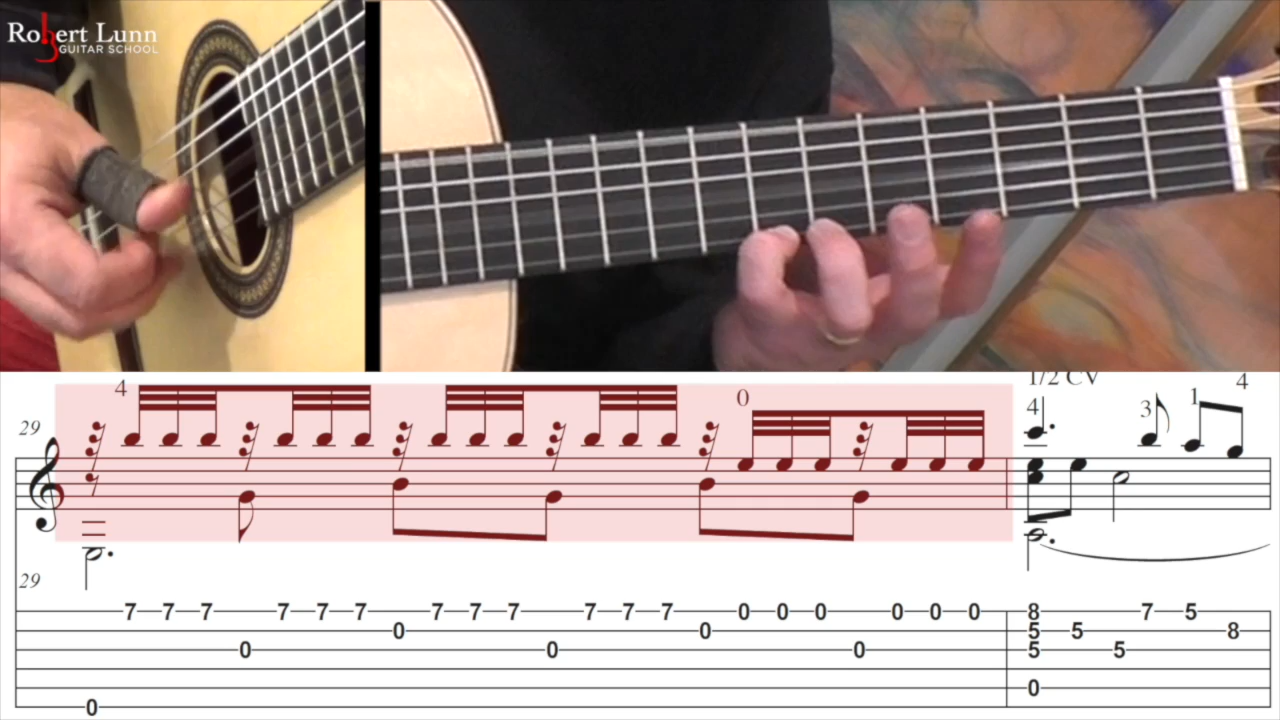 Robert Lunn
GUITAR SCHOOL
1/2 CV
4 0 4 3 1 4
29
29
7 7 7 7 7 7 7 7 7 7 7 7 0 0 0 0 0 0 8 7 5
0 0 5 5 8
0 0 0 5 5
0
0